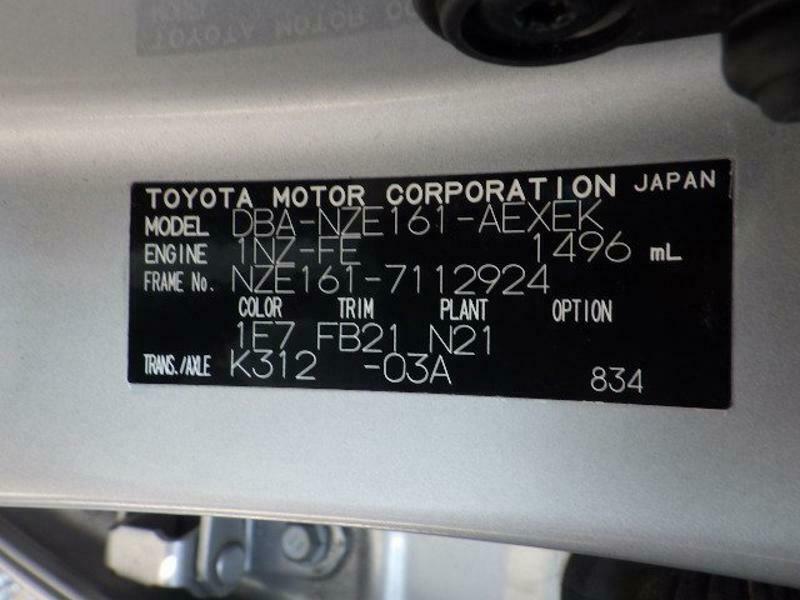 TOYOTA MOTOR CORPORATION JAPAN
MODEL DBA-NZE161-AEXEK
ENGINE 1NZ-FE 1496 mL
FRAME No. NZE161-7112924
COLOR TRIM PLANT OPTION
1E7 FB21 N21
TRANS./AXLE K312 -03A 834